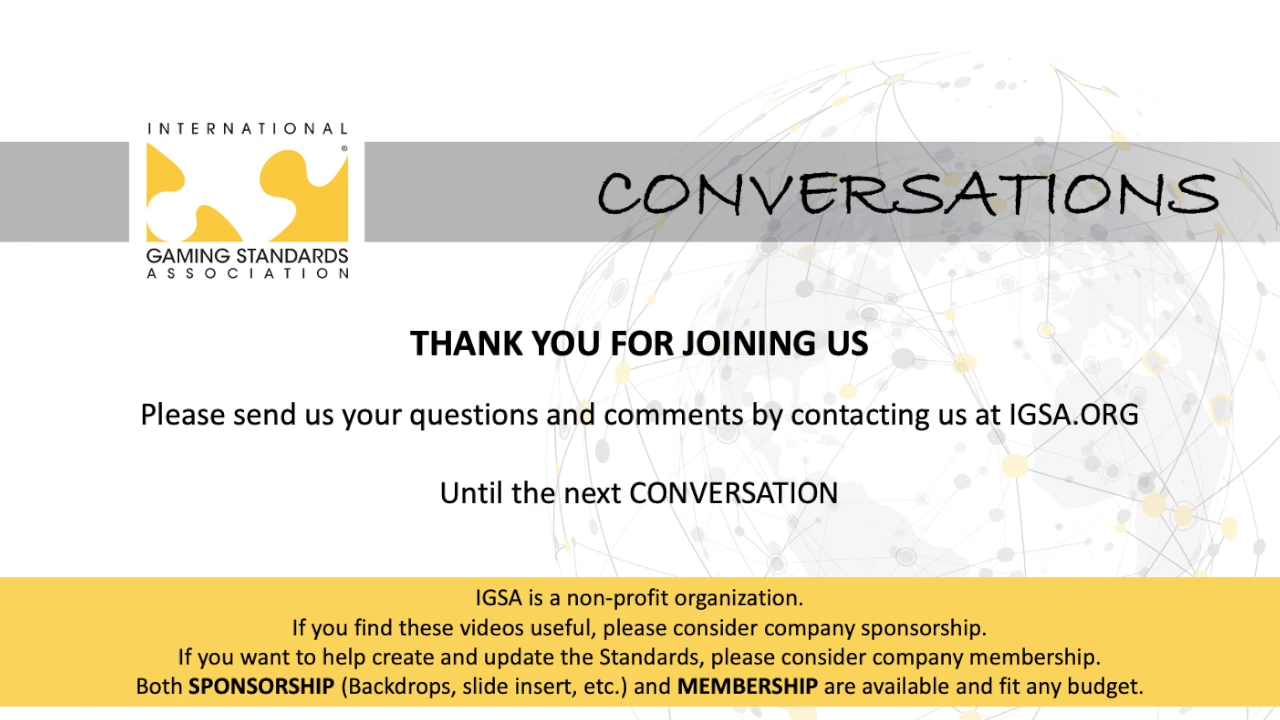 INTERNATIONAL
®
GAMING STANDARDS
ASSOCIATION
CONVERSATIONS
THANK YOU FOR JOINING US
Please send us your questions and comments by contacting us at IGSA.ORG
Until the next CONVERSATION
IGSA is a non-profit organization.
If you find these videos useful, please consider company sponsorship.
If you want to help create and update the Standards, please consider company membership.
Both SPONSORSHIP (Backdrops, slide insert, etc.) and MEMBERSHIP are available and fit any budget.